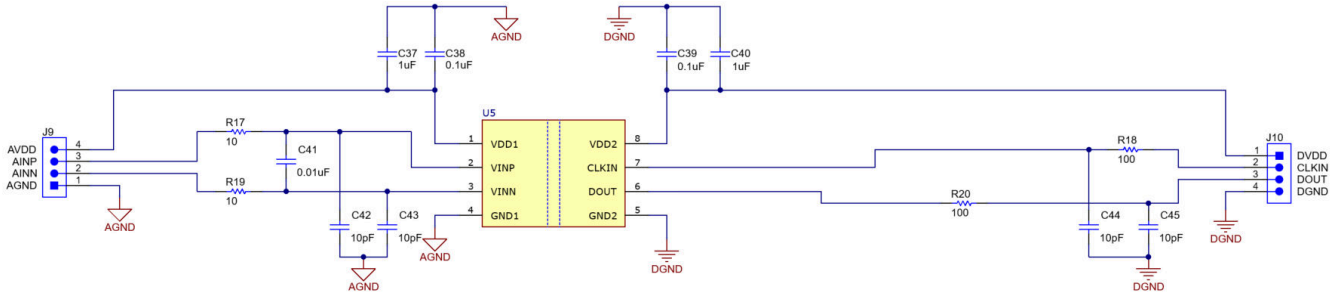 AGND
DGND
C37
1uF
C38
0.1uF
C39
0.1uF
C40
1uF
J9
AVDD 4
AINP 3
AINN 2
AGND 1
AGND
R17
10
R19
10
C41
0.01uF
C42
10pF
C43
10pF
AGND
U5
1 VDD1
2 VINP
3 VINN
4 GND1
VDD2 8
CLKIN 7
DOUT 6
GND2 5
AGND
DGND
R18
100
R20
100
C44
10pF
C45
10pF
DGND
J10
1 DVDD
2 CLKIN
3 DOUT
4 DGND
DGND